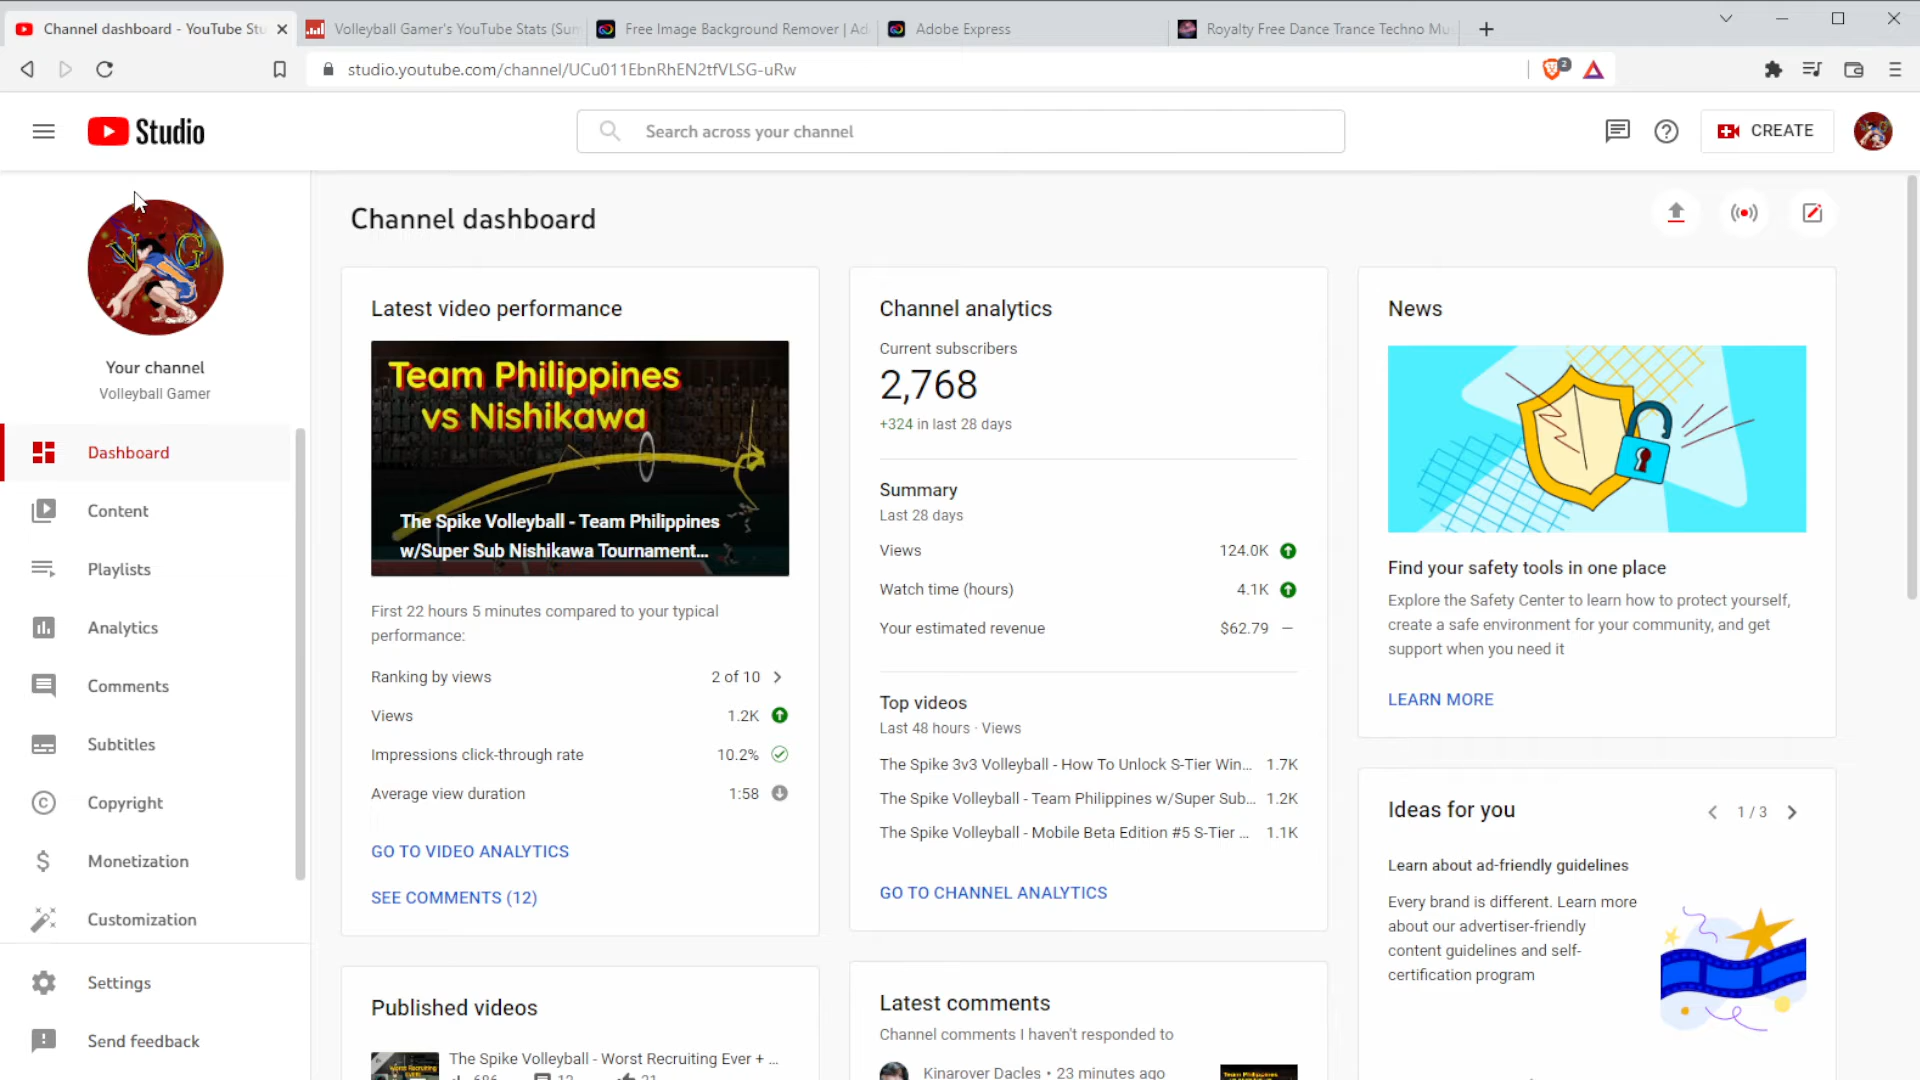 Channel dashboard - YouTube Stu
Volleyball Gamer's YouTube Stats (Sum
Free Image Background Remover | Ad
Adobe Express
Royalty Free Dance Trance Techno Mu
studio.youtube.com/channel/UCu011EbnRhEN2tfVLSG-uRw
2
Studio
Search across your channel
CREATE
V G
Your channel
Volleyball Gamer
Dashboard
Content
Playlists
Analytics
Comments
Subtitles
Copyright
Monetization
Customization
Settings
Send feedback
Channel dashboard
Latest video performance
Team Philippines
vs Nishikawa
The Spike Volleyball - Team Philippines
w/Super Sub Nishikawa Tournament...
First 22 hours 5 minutes compared to your typical
performance:
Ranking by views 2 of 10
Views 1.2K
Impressions click-through rate 10.2%
Average view duration 1:58
GO TO VIDEO ANALYTICS
SEE COMMENTS (12)
Published videos
The Spike Volleyball - Worst Recruiting Ever + ...
686 12 21
Channel analytics
Current subscribers
2,768
+324 in last 28 days
Summary
Last 28 days
Views 124.0K
Watch time (hours) 4.1K
Your estimated revenue $62.79 —
Top videos
Last 48 hours · Views
The Spike 3v3 Volleyball - How To Unlock S-Tier Win... 1.7K
The Spike Volleyball - Team Philippines w/Super Sub... 1.2K
The Spike Volleyball - Mobile Beta Edition #5 S-Tier ... 1.1K
GO TO CHANNEL ANALYTICS
Latest comments
Channel comments I haven't responded to
Kinarover Dacles • 23 minutes ago
News
Find your safety tools in one place
Explore the Safety Center to learn how to protect yourself,
create a safe environment for your community, and get
support when you need it
LEARN MORE
Ideas for you
1 / 3
Learn about ad-friendly guidelines
Every brand is different. Learn more
about our advertiser-friendly
content guidelines and self-
certification program